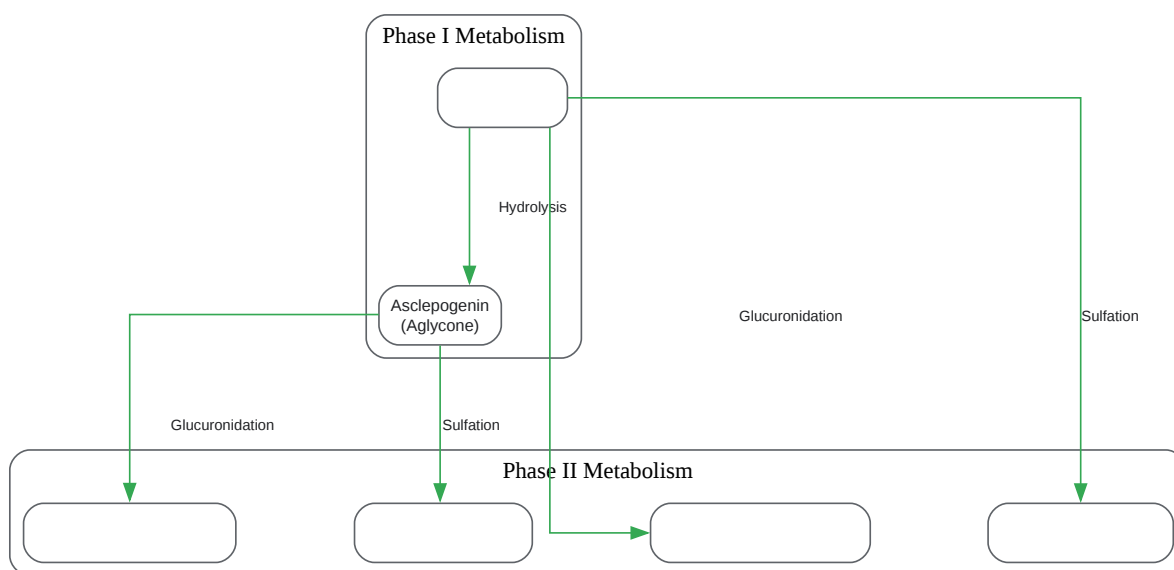 Phase I Metabolism
Hydrolysis
Asclepogenin
(Aglycone)
Glucuronidation
Sulfation
Glucuronidation
Sulfation
Phase II Metabolism